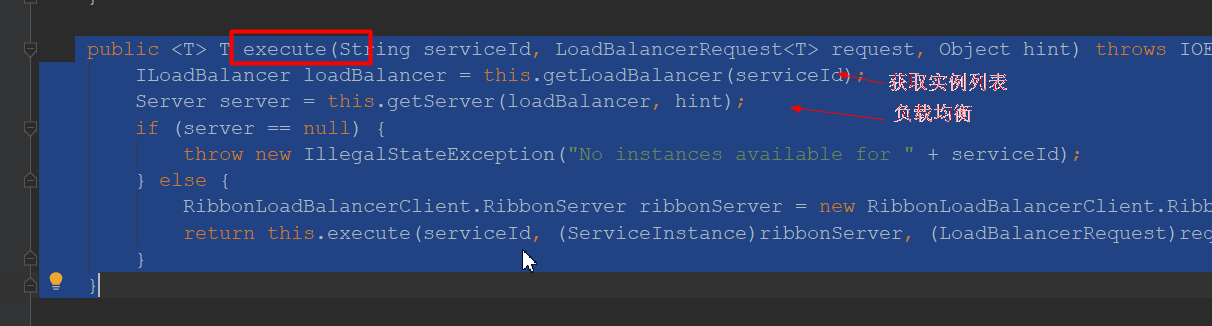 }
public <T> T execute(String serviceId, LoadBalancerRequest<T> request, Object hint) throws IOE
ILoadBalancer loadBalancer = this.getLoadBalancer(serviceId);
获取实例列表
Server server = this.getServer(loadBalancer, hint);
负载均衡
if (server == null) {
throw new IllegalStateException("No instances available for " + serviceId);
} else {
RibbonLoadBalancerClient.RibbonServer ribbonServer = new RibbonLoadBalancerClient.Ribb
return this.execute(serviceId, (ServiceInstance)ribbonServer, (LoadBalancerRequest)req
}
}